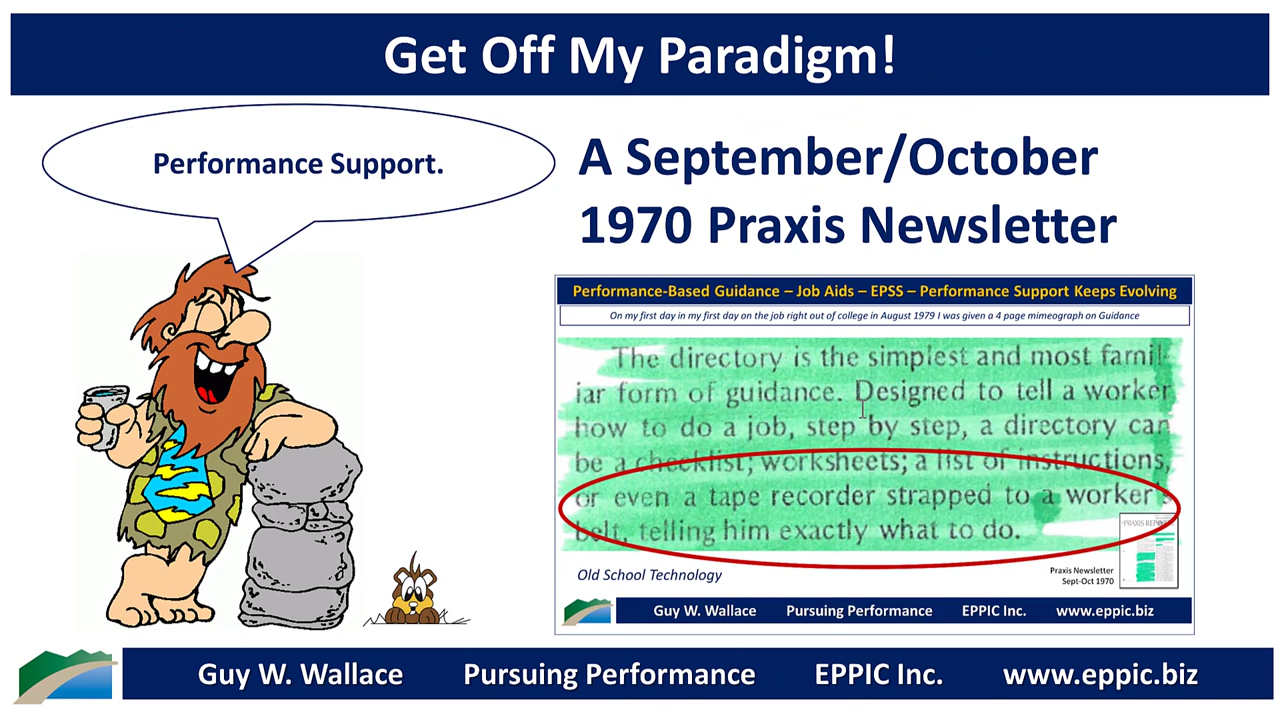 Get Off My Paradigm!
Performance Support.
A September/October
1970 Praxis Newsletter
Performance-Based Guidance – Job Aids – EPSS – Performance Support Keeps Evolving
On my first day in my first day on the job right out of college in August 1979 I was given a 4 page mimeograph on Guidance
The directory is the simplest and most famil-
iar form of guidance. Designed to tell a worker
how to do a job, step by step, a directory can
be a checklist; worksheets; a list of instructions,
or even a tape recorder strapped to a worker's
belt, telling him exactly what to do.
PRAXIS REPORT
Old School Technology
Praxis Newsletter
Sept-Oct 1970
Guy W. Wallace Pursuing Performance EPPIC Inc. www.eppic.biz
Guy W. Wallace Pursuing Performance EPPIC Inc. www.eppic.biz